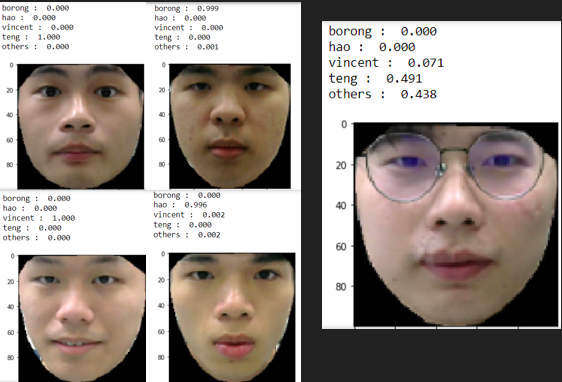 borong :  0.000
hao :  0.000
vincent :  0.000
teng :  1.000
others :  0.000
0
20
40
60
80
borong :  0.999
hao :  0.000
vincent :  0.000
teng :  0.000
others :  0.001
0
20
40
60
80
borong :  0.000
hao :  0.000
vincent :  1.000
teng :  0.000
others :  0.000
0
20
40
60
80
borong :  0.000
hao :  0.996
vincent :  0.002
teng :  0.000
others :  0.002
0
20
40
60
80
borong :  0.000
hao :  0.000
vincent :  0.071
teng :  0.491
others :  0.438
0
20
40
60
80